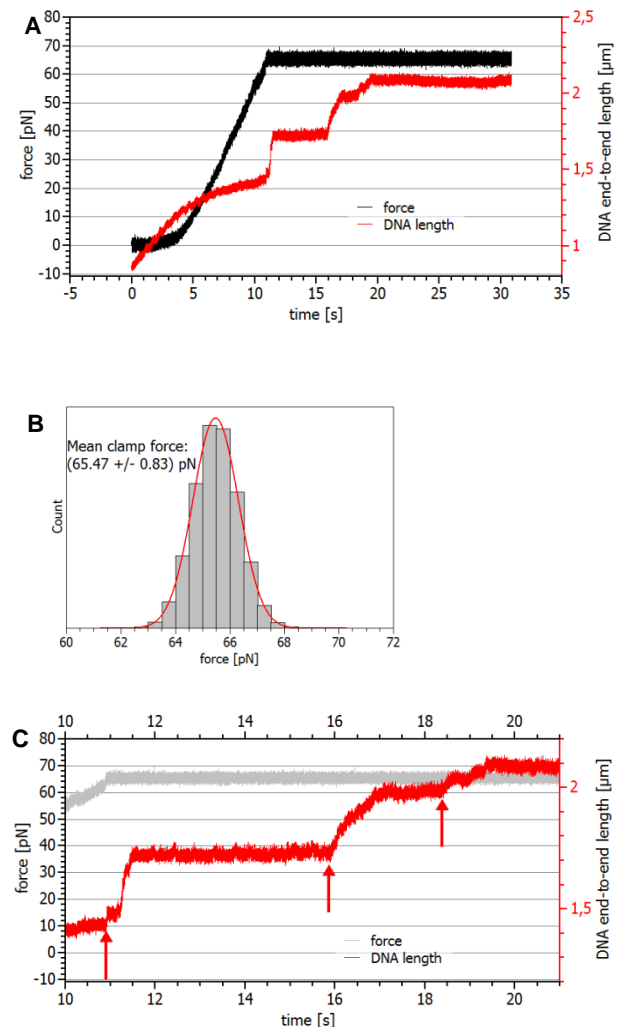 A
80
70
60
50
40
30
20
10
0
-10
force [pN]
2,5
2
1,5
1
DNA end-to-end length [µm]
force
DNA length
-5 0 5 10 15 20 25 30 35
time [s]
B
Mean clamp force:
(65.47 +/- 0.83) pN
Count
60 62 64 66 68 70 72
force [pN]
C
10 12 14 16 18 20
80
70
60
50
40
30
20
10
0
-10
force [pN]
2
1,5
DNA end-to-end length [µm]
force
DNA length
10 12 14 16 18 20
time [s]